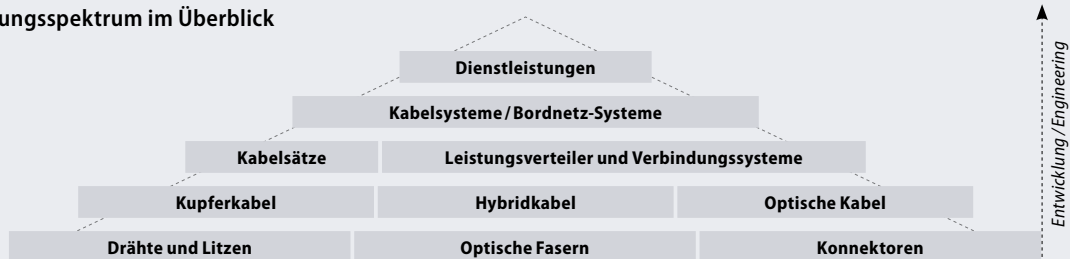 ungsspektrum im Überblick
Dienstleistungen
Kabelsysteme / Bordnetz-Systeme
Kabelsätze Leistungsverteiler und Verbindungssysteme
Kupferkabel Hybridkabel Optische Kabel
Drähte und Litzen Optische Fasern Konnektoren
Entwicklung / Engineering